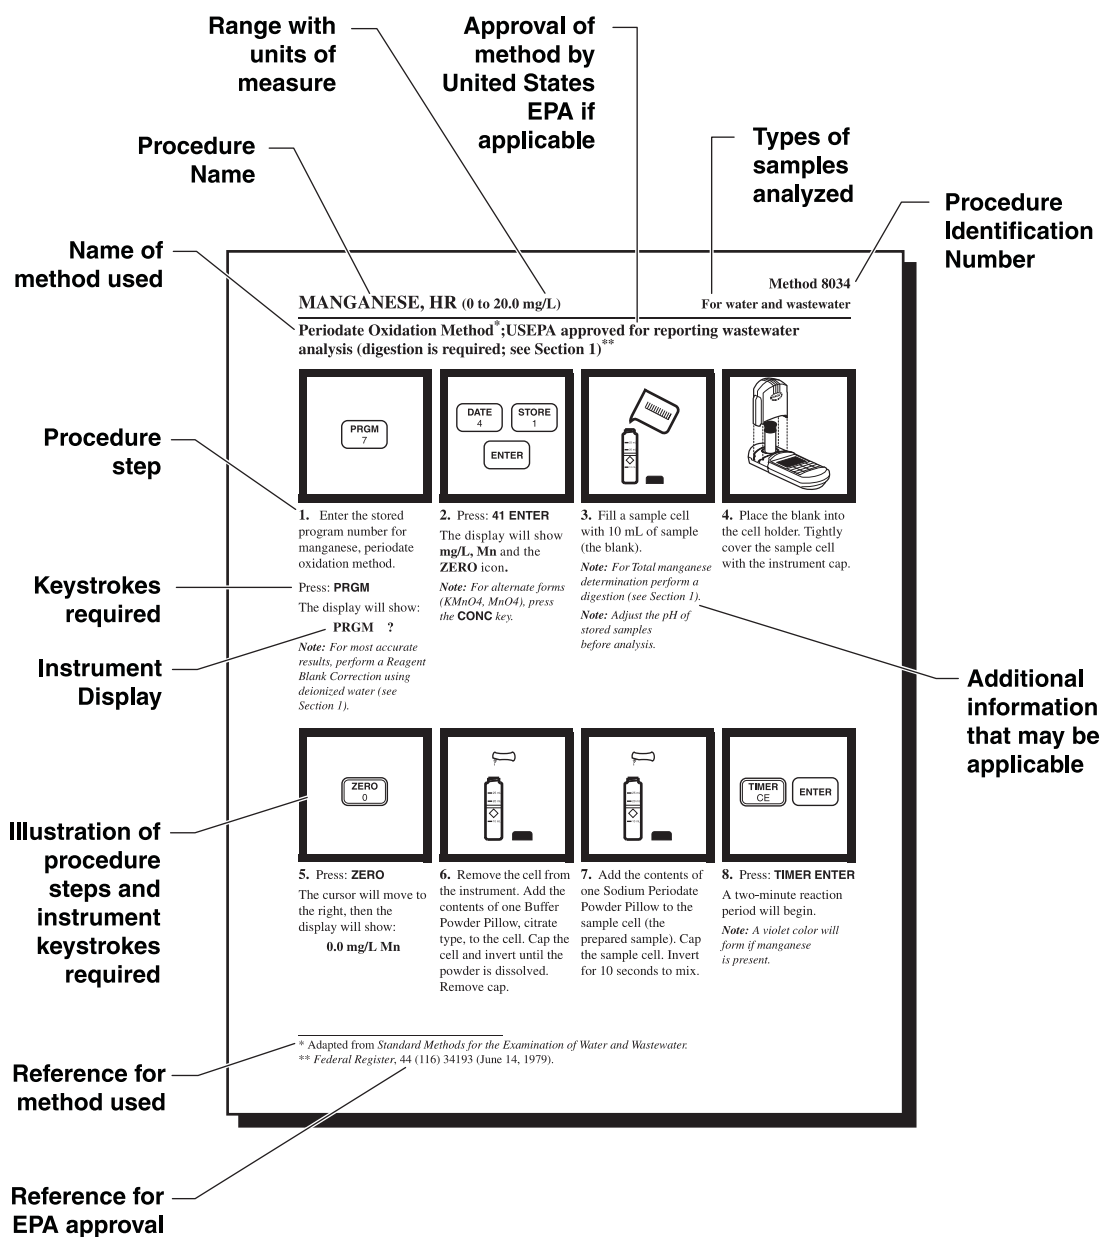 Range with
units of
measure
Approval of
method by
United States
EPA if
applicable
Procedure
Name
Types of
samples
analyzed
Procedure
Identification
Number
Name of
method used
Method 8034
MANGANESE, HR (0 to 20.0 mg/L)
For water and wastewater
Periodate Oxidation Method*;USEPA approved for reporting wastewater
analysis (digestion is required; see Section 1)**
Procedure
step
PRGM
7
DATE
4
STORE
1
ENTER
1. Enter the stored
program number for
manganese, periodate
oxidation method.
Press: PRGM
The display will show:
PRGM ?
Note: For most accurate
results, perform a Reagent
Blank Correction using
deionized water (see
Section 1).
2. Press: 41 ENTER
The display will show
mg/L, Mn and the
ZERO icon.
Note: For alternate forms
(KMnO4, MnO4), press
the CONC key.
3. Fill a sample cell
with 10 mL of sample
(the blank).
Note: For Total manganese
determination perform a
digestion (see Section 1).
Note: Adjust the pH of
stored samples
before analysis.
4. Place the blank into
the cell holder. Tightly
cover the sample cell
with the instrument cap.
Keystrokes
required
Instrument
Display
Additional
information
that may be
applicable
Illustration of
procedure
steps and
instrument
keystrokes
required
ZERO
0
TIMER
CE
ENTER
5. Press: ZERO
The cursor will move to
the right, then the
display will show:
0.0 mg/L Mn
6. Remove the cell from
the instrument. Add the
contents of one Buffer
Powder Pillow, citrate
type, to the cell. Cap the
cell and invert until the
powder is dissolved.
Remove cap.
7. Add the contents of
one Sodium Periodate
Powder Pillow to the
sample cell (the
prepared sample). Cap
the sample cell. Invert
for 10 seconds to mix.
8. Press: TIMER ENTER
A two-minute reaction
period will begin.
Note: A violet color will
form if manganese
is present.
* Adapted from Standard Methods for the Examination of Water and Wastewater.
** Federal Register, 44 (116) 34193 (June 14, 1979).
Reference for
method used
Reference for
EPA approval